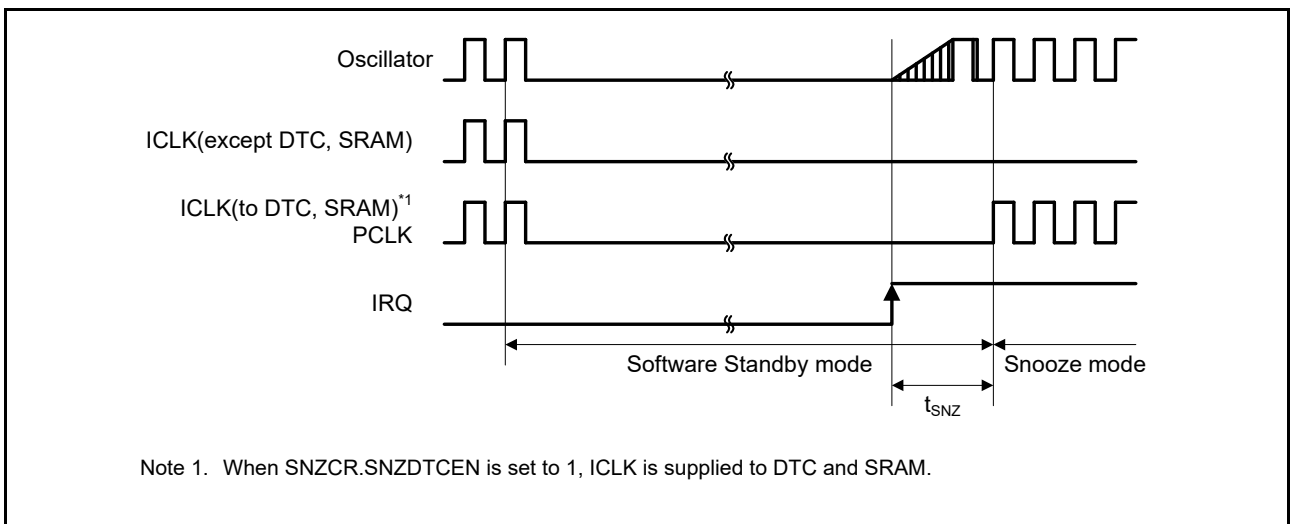 Oscillator
ICLK(except DTC, SRAM)
ICLK(to DTC, SRAM)*1
PCLK
IRQ
Software Standby mode
Snooze mode
tSNZ
Note 1. When SNZCR.SNZDTCEN is set to 1, ICLK is supplied to DTC and SRAM.